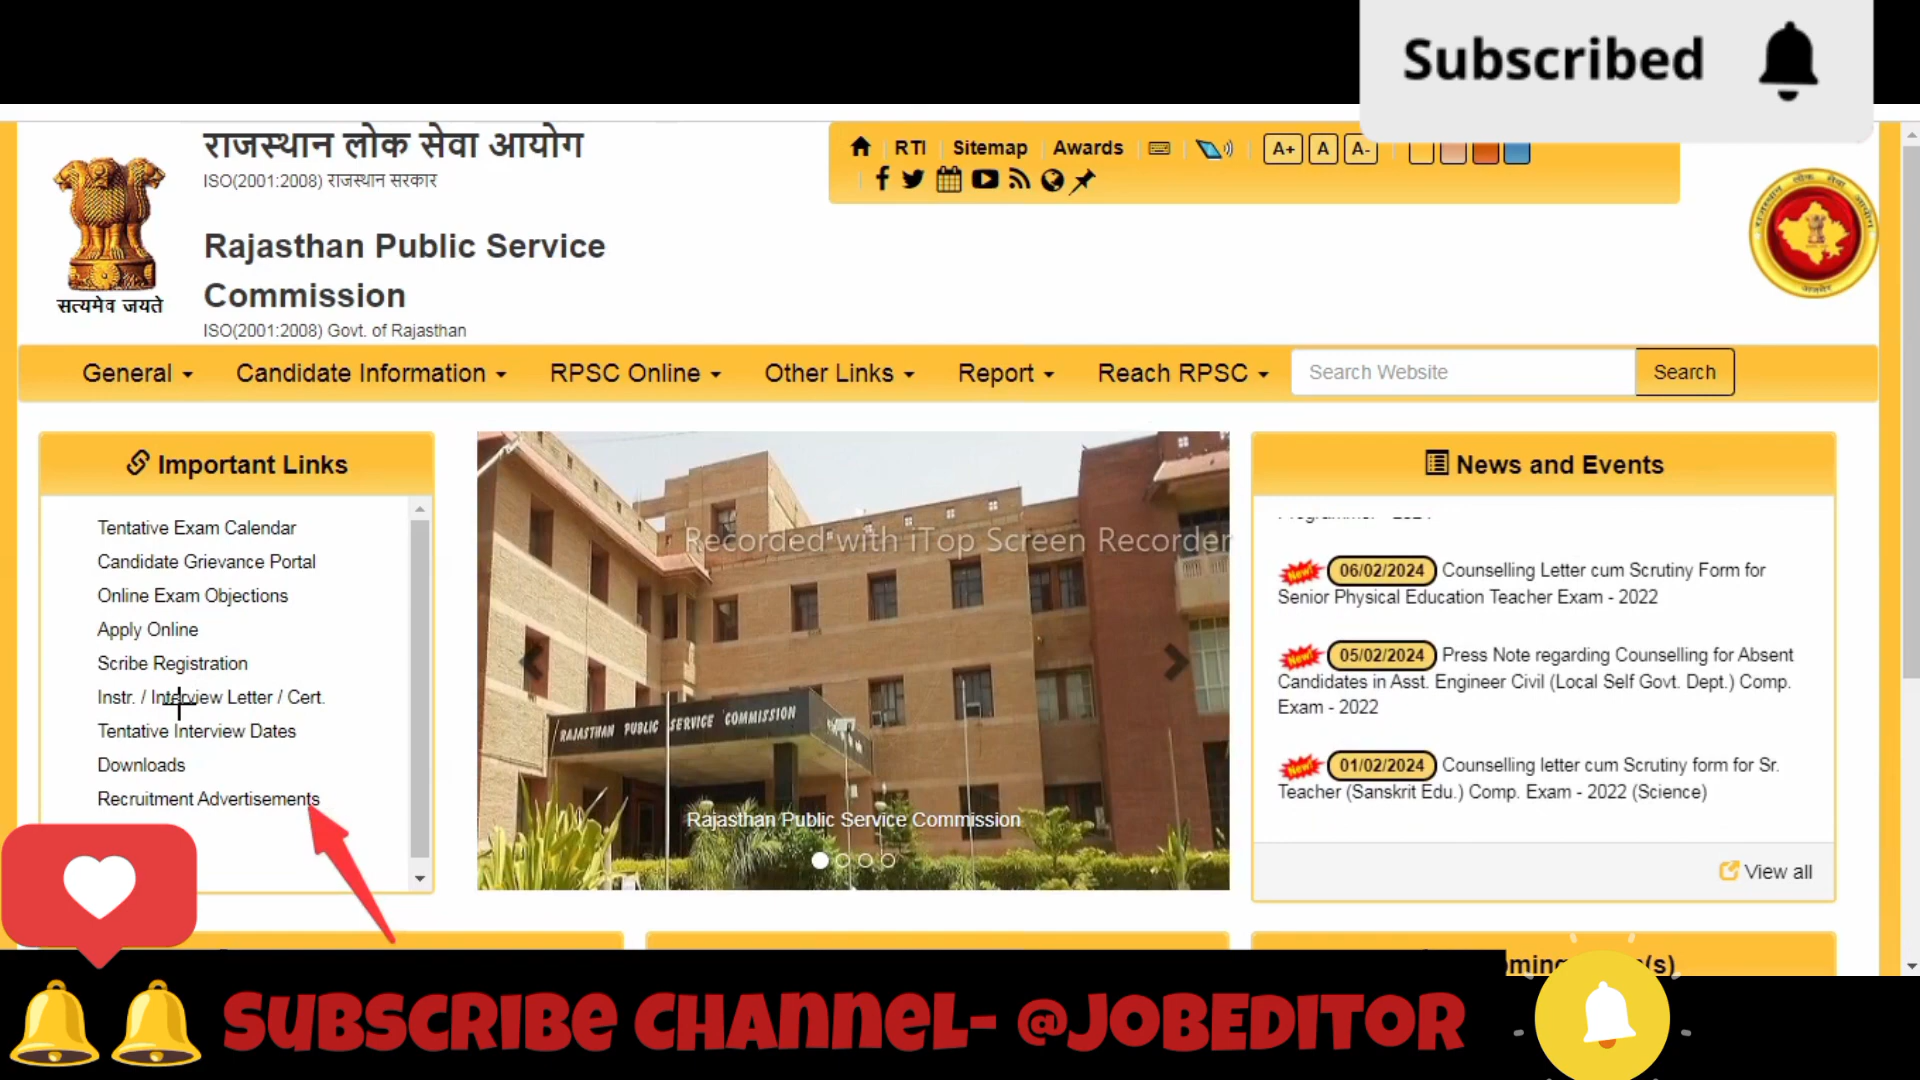 Subscribed
राजस्थान लोक सेवा आयोग
ISO(2001:2008) राजस्थान सरकार
Rajasthan Public Service
Commission
ISO(2001:2008) Govt. of Rajasthan
सत्यमेव जयते
RTI Sitemap Awards A+ A A-
General Candidate Information RPSC Online Other Links Report Reach RPSC Search Website Search
Important Links
Tentative Exam Calendar
Candidate Grievance Portal
Online Exam Objections
Apply Online
Scribe Registration
Instr. / Interview Letter / Cert.
Tentative Interview Dates
Downloads
Recruitment Advertisements
Recorded with iTop Screen Recorder
RAJASTHAN PUBLIC SERVICE COMMISSION
Rajasthan Public Service Commission
News and Events
New! 06/02/2024 Counselling Letter cum Scrutiny Form for
Senior Physical Education Teacher Exam - 2022
New! 05/02/2024 Press Note regarding Counselling for Absent
Candidates in Asst. Engineer Civil (Local Self Govt. Dept.) Comp.
Exam - 2022
New! 01/02/2024 Counselling letter cum Scrutiny form for Sr.
Teacher (Sanskrit Edu.) Comp. Exam - 2022 (Science)
View all
SUBSCRIBE CHANNEL- @JOBEDITOR